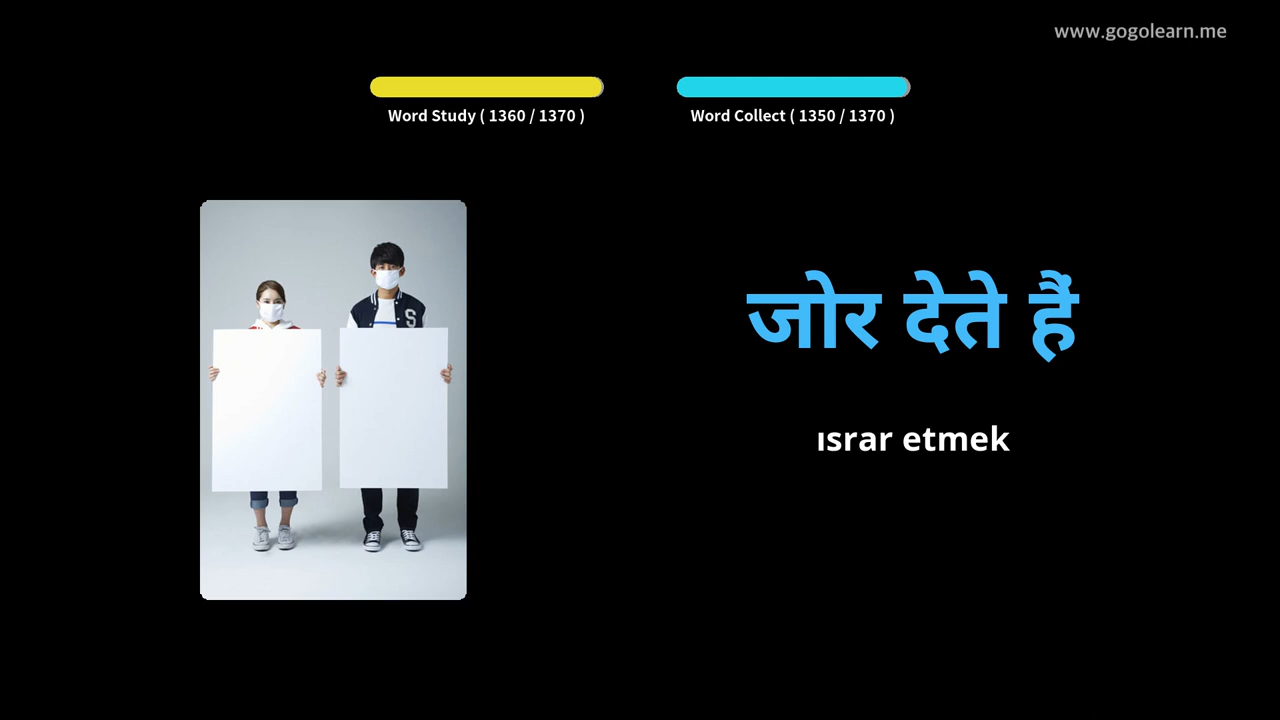 www.gogolearn.me
Word Study ( 1360 / 1370 )
Word Collect ( 1350 / 1370 )
S
जोर देते हैं
ısrar etmek